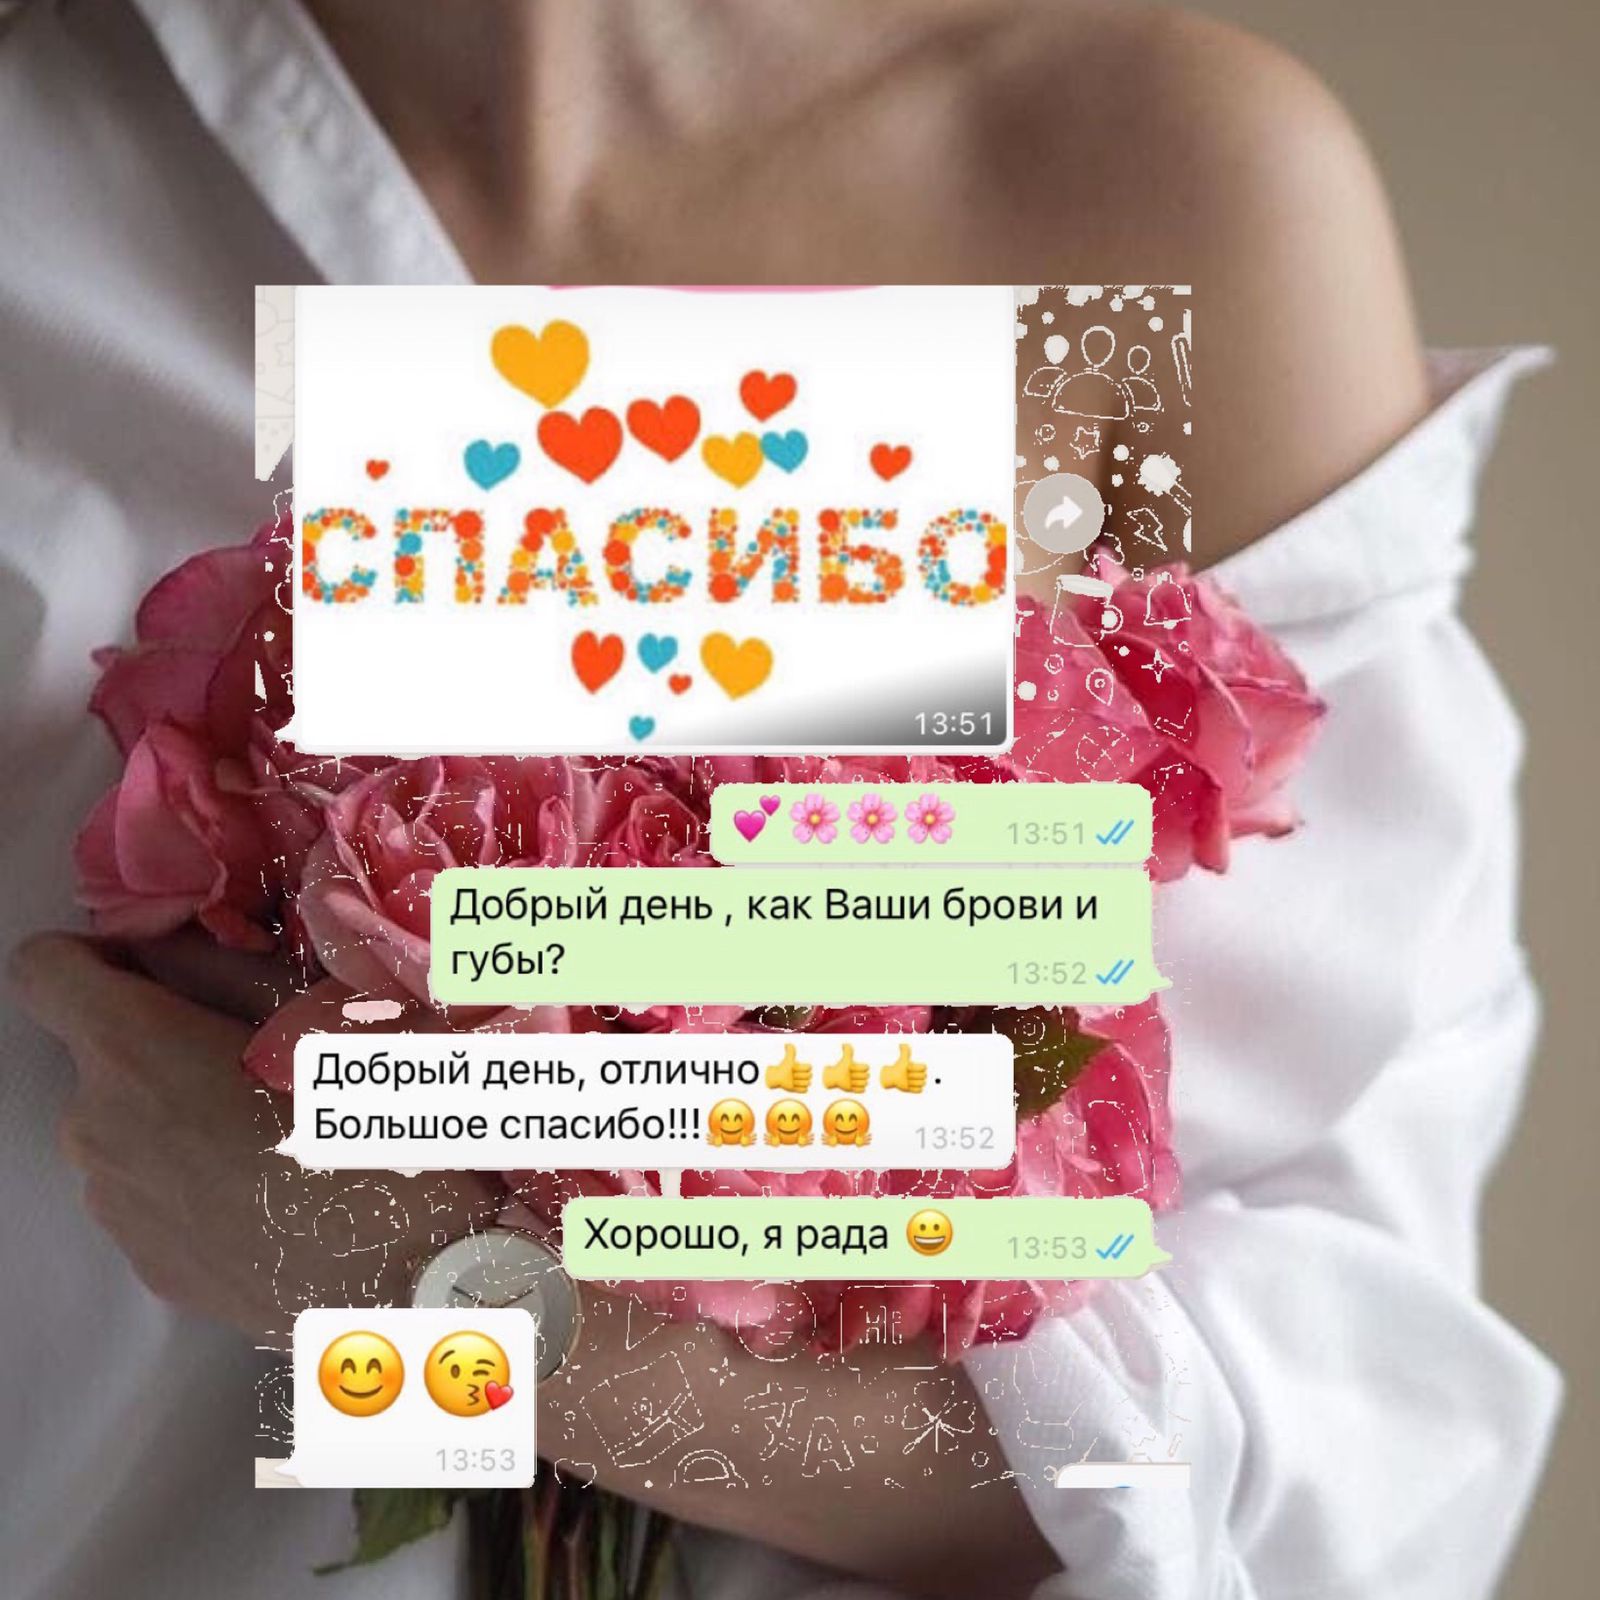 СПАСИБО
13:51
💕🌸🌸🌸 13:51
Добрый день , как Ваши брови и
губы? 13:52
Добрый день, отлично👍👍👍.
Большое спасибо!!!🤗🤗🤗 13:52
Хорошо, я рада 😀 13:53
😊 😘
13:53